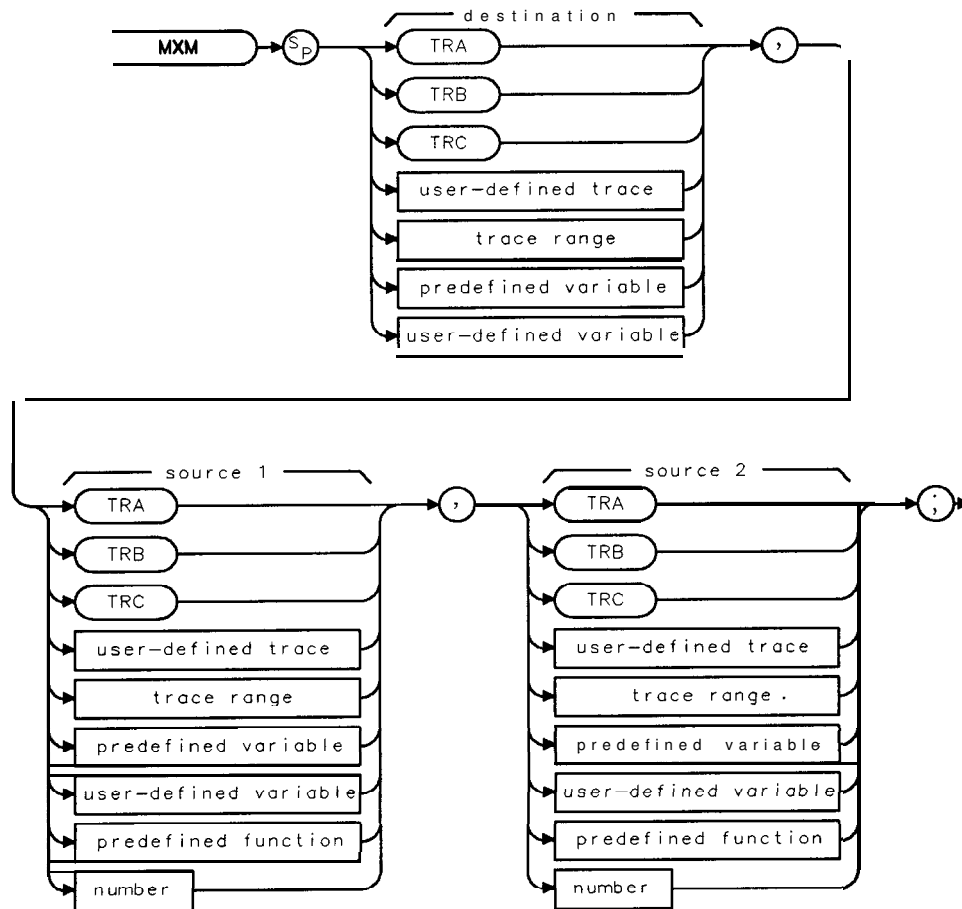 destination
MXM SP TRA ,
TRB
TRC
user-defined trace
trace range
predefined variable
user-defined variable
source 1
TRA ,
TRB
TRC
user-defined trace
trace range
predefined variable
user-defined variable
predefined function
number
source 2
TRA ;
TRB
TRC
user-defined trace
trace range .
predefined variable
user-defined variable
predefined function
number